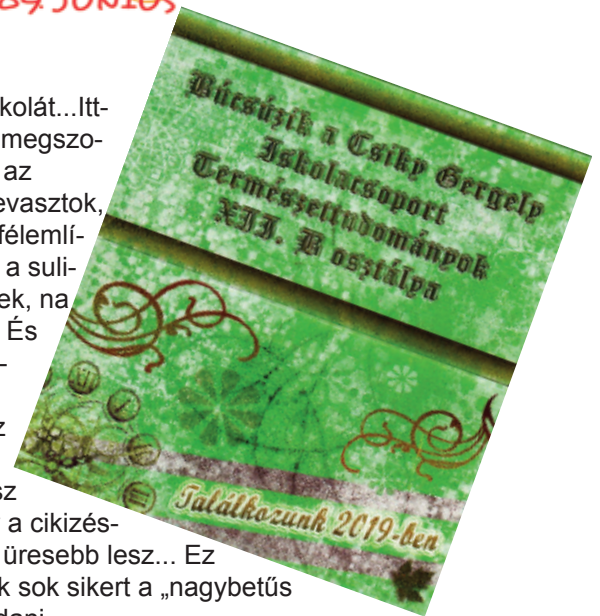 JÚNIUS
kolát...Itt-
megszo-
az
evasztok,
félemlí-
a suli-
ek, na
És
-
z
sz
a cikizés-
üresebb lesz... Ez
k sok sikert a „nagybetűs
Búcsúzik a Csiky Gergely
Iskolacsoport
Természettudományok
XII. B osztálya
Találkozunk 2019-ben